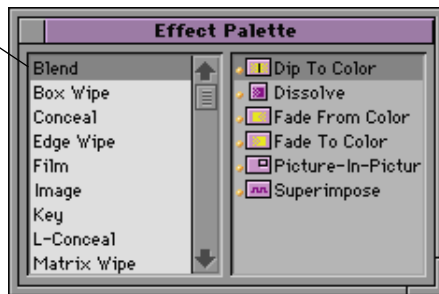 Effect Palette
Blend
Box Wipe
Conceal
Edge Wipe
Film
Image
Key
L-Conceal
Matrix Wipe
Dip To Color
Dissolve
Fade From Color
Fade To Color
Picture-In-Pictur
Superimpose